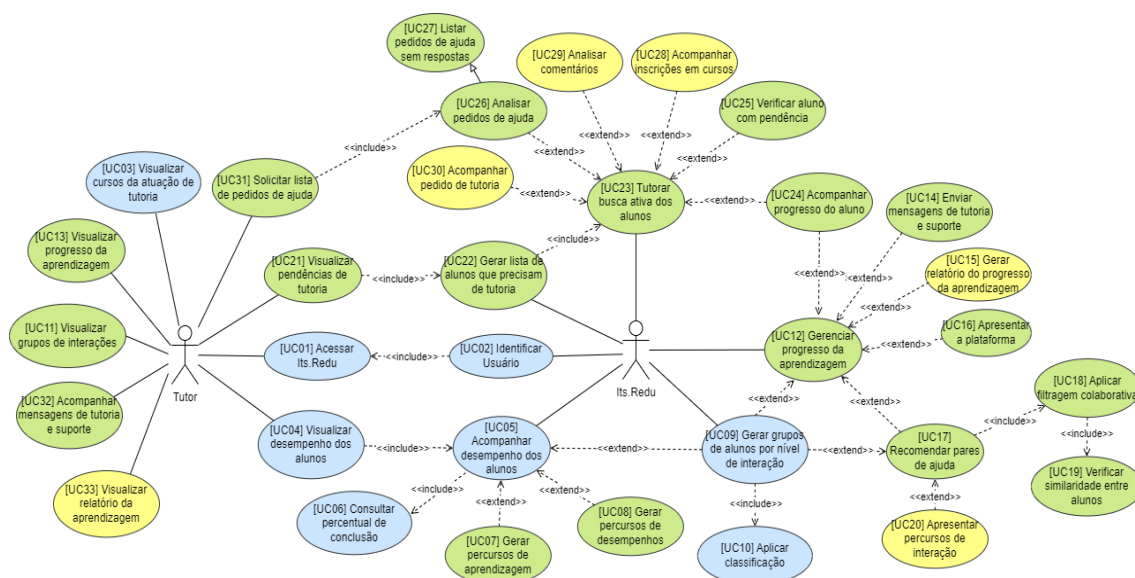 [UC27] Listar
pedidos de ajuda
sem respostas
[UC29] Analisar
comentários
[UC28] Acompanhar
inscrições em cursos
[UC26] Analisar
pedidos de ajuda
[UC25] Verificar aluno
com pendência
<<extend>>
<<extend>>
<<extend>>
<<extend>>
<<include>>
[UC03] Visualizar
cursos da atuação de
tutoria
[UC31] Solicitar lista
de pedidos de ajuda
[UC30] Acompanhar
pedido de tutoria
<<extend>>
[UC23] Tutorar
busca ativa dos
alunos
<<extend>>
[UC24] Acompanhar
progresso do aluno
[UC14] Enviar
mensagens de tutoria
e suporte
[UC13] Visualizar
progresso da
aprendizagem
<<include>>
[UC21] Visualizar
pendências de
tutoria
<<include>>
[UC22] Gerar lista de
alunos que precisam
de tutoria
<<extend>>
<<extend>>
[UC15] Gerar
relatório do progresso
da aprendizagem
<<extend>>
[UC11] Visualizar
grupos de interações
[UC12] Gerenciar
progresso da
aprendizagem
<<extend>>
[UC16] Apresentar
a plataforma
[UC01] Acessar
Its.Redu
<<include>>
[UC02] Identificar
Usuário
Tutor
Its.Redu
[UC32] Acompanhar
mensagens de tutoria
e suporte
[UC18] Aplicar
filtragem colaborativa
<<extend>>
<<extend>>
<<include>>
[UC04] Visualizar
desempenho dos
alunos
<<include>>
[UC05]
Acompanhar
desempenho dos
alunos
<<extend>>
[UC09] Gerar grupos
de alunos por nível
de interação
<<extend>>
[UC17]
Recomendar pares
de ajuda
<<include>>
[UC33] Visualizar
relatório da
aprendizagem
[UC19] Verificar
similaridade entre
alunos
<<include>>
<<extend>>
<<extend>>
<<include>>
<<extend>>
[UC06] Consultar
percentual de
conclusão
[UC08] Gerar
percursos de
desempenhos
[UC07] Gerar
percursos de
aprendizagem
[UC10] Aplicar
classificação
[UC20] Apresentar
percursos de
interação